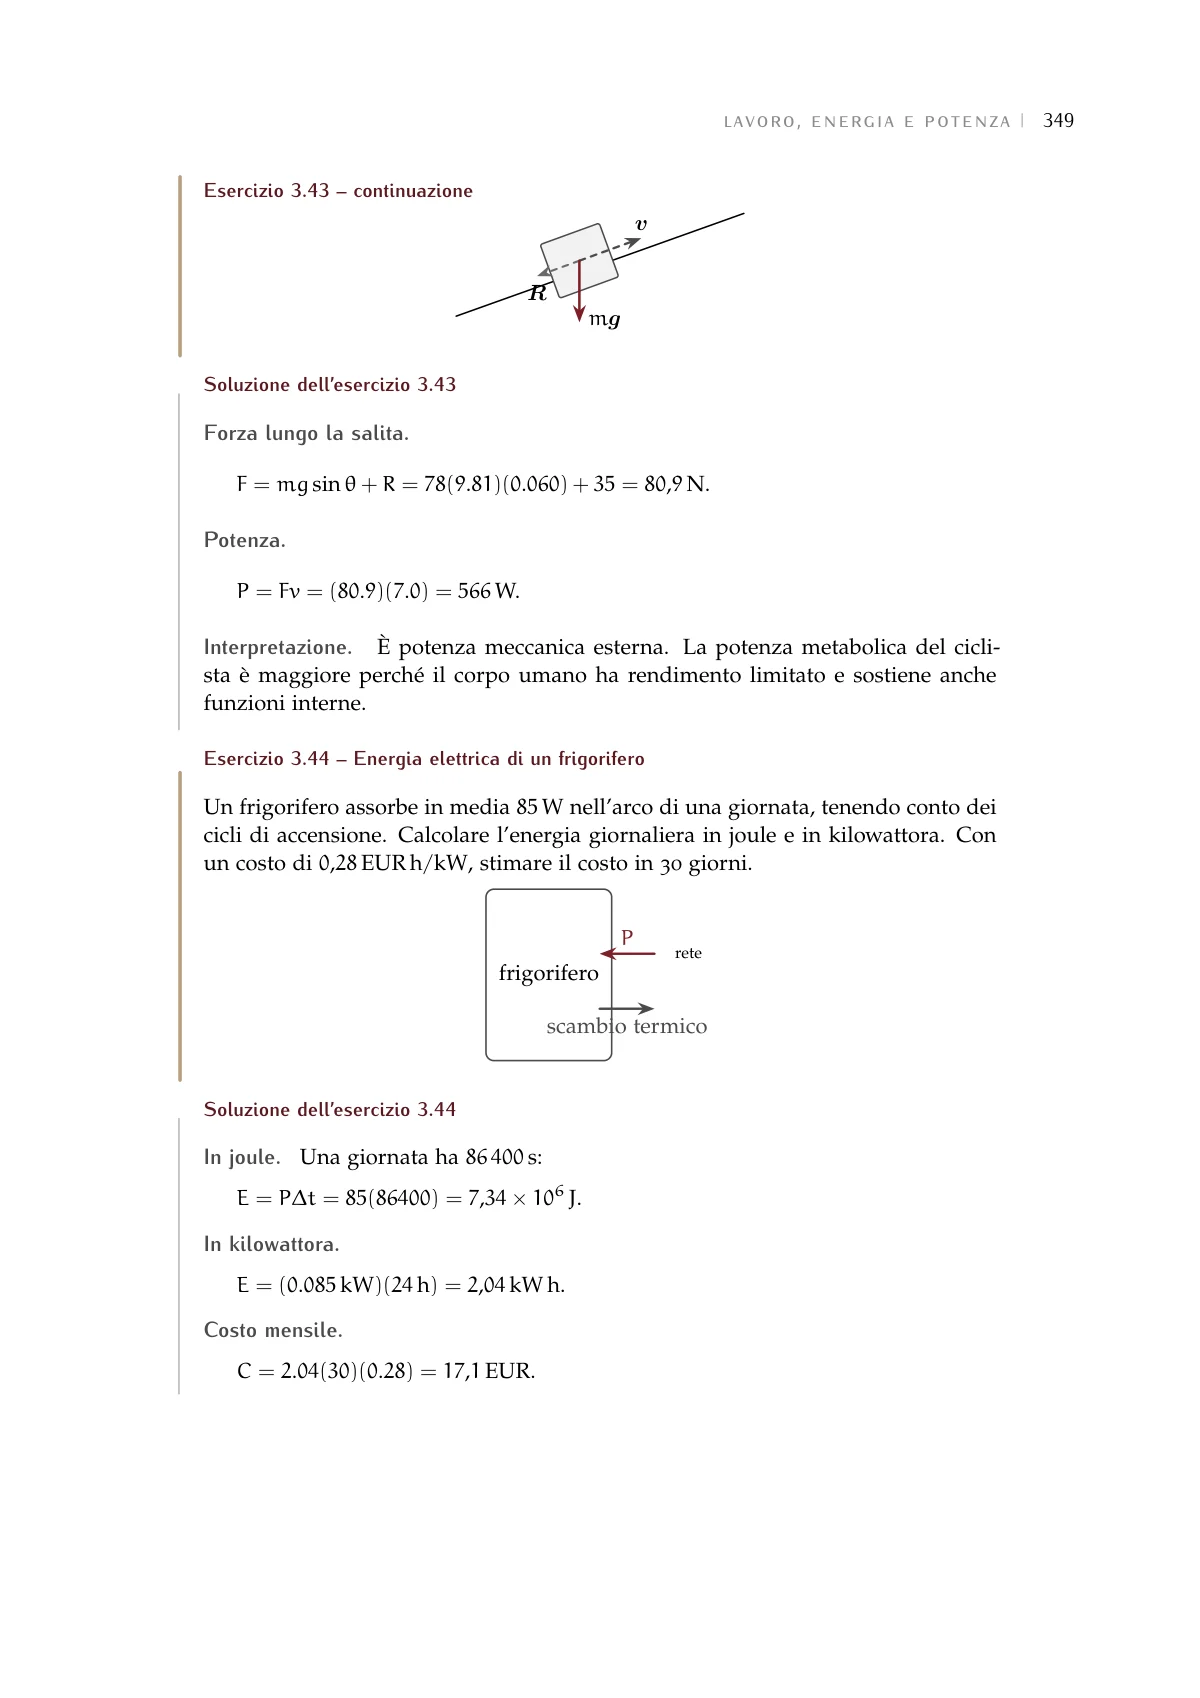 LAVORO, ENERGIA E POTENZA | 349
Esercizio 3.43 – continuazione
v
R
mg
Soluzione dell'esercizio 3.43
Forza lungo la salita.
F = mg sin θ + R = 78(9.81)(0.060) + 35 = 80,9 N.
Potenza.
P = Fv = (80.9)(7.0) = 566 W.
Interpretazione. È potenza meccanica esterna. La potenza metabolica del cicli-
sta è maggiore perché il corpo umano ha rendimento limitato e sostiene anche
funzioni interne.
Esercizio 3.44 – Energia elettrica di un frigorifero
Un frigorifero assorbe in media 85 W nell'arco di una giornata, tenendo conto dei
cicli di accensione. Calcolare l'energia giornaliera in joule e in kilowattora. Con
un costo di 0,28 EUR h/kW, stimare il costo in 30 giorni.
P
rete
frigorifero
scambio termico
Soluzione dell'esercizio 3.44
In joule. Una giornata ha 86 400 s:
E = PΔt = 85(86400) = 7,34 × 10⁶ J.
In kilowattora.
E = (0.085 kW)(24 h) = 2,04 kW h.
Costo mensile.
C = 2.04(30)(0.28) = 17,1 EUR.